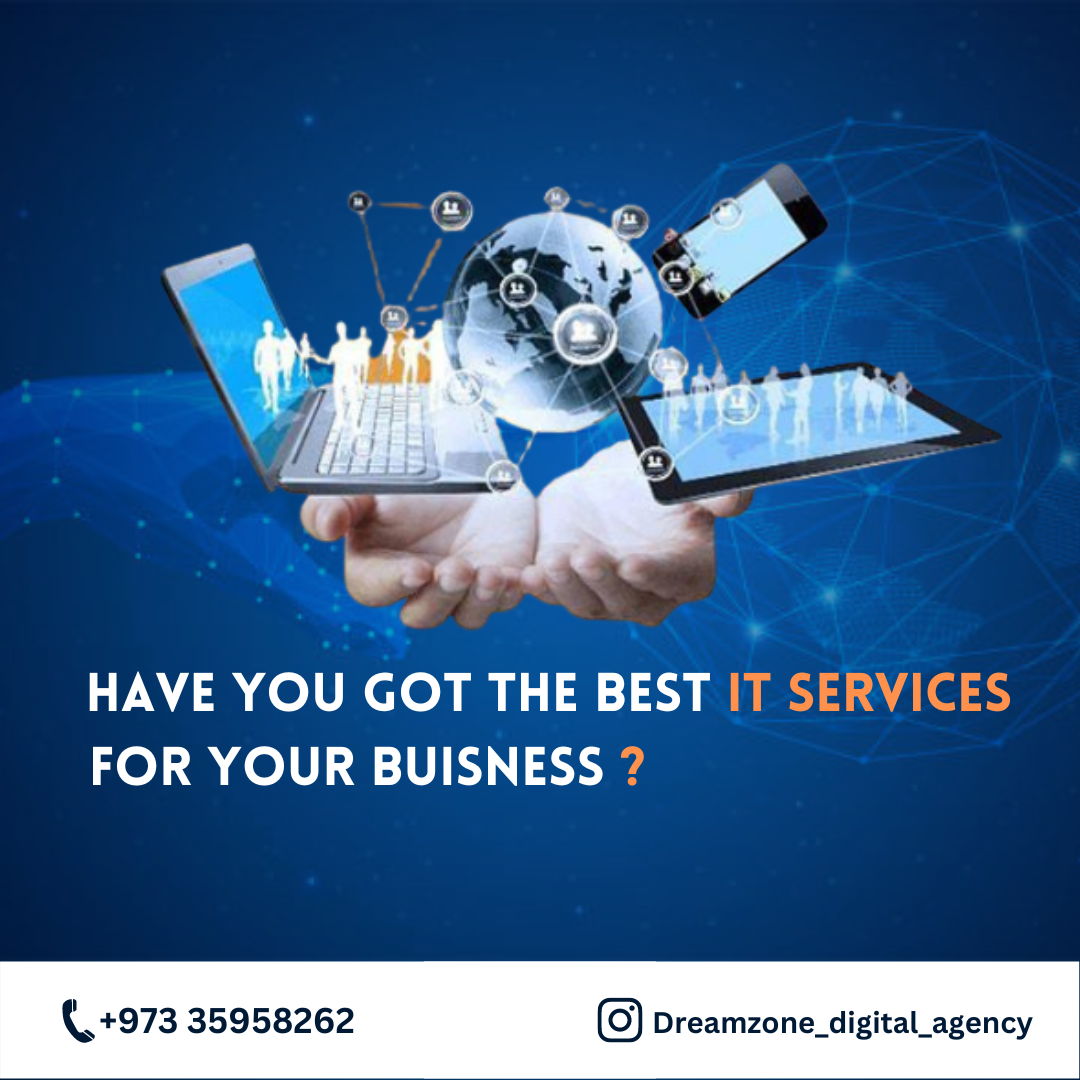 HAVE YOU GOT THE BEST IT SERVICES
FOR YOUR BUISNESS ?
+973 35958262
Dreamzone_digital_agency